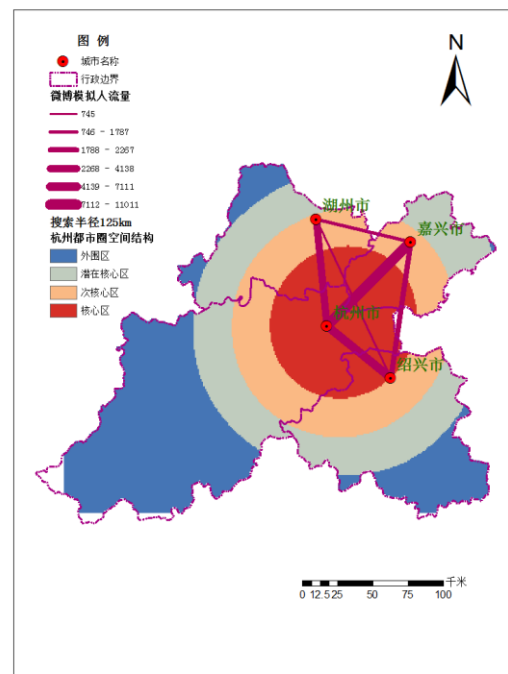 图 例
城市名称
行政边界
微博模拟人流量
745
746 - 1787
1788 - 2267
2268 - 4138
4139 - 7111
7112 - 11011
搜索半径125km
杭州都市圈空间结构
外围区
潜在核心区
次核心区
核心区
N
湖州市
嘉兴市
杭州市
绍兴市
千米
0 12.5 25 50 75 100